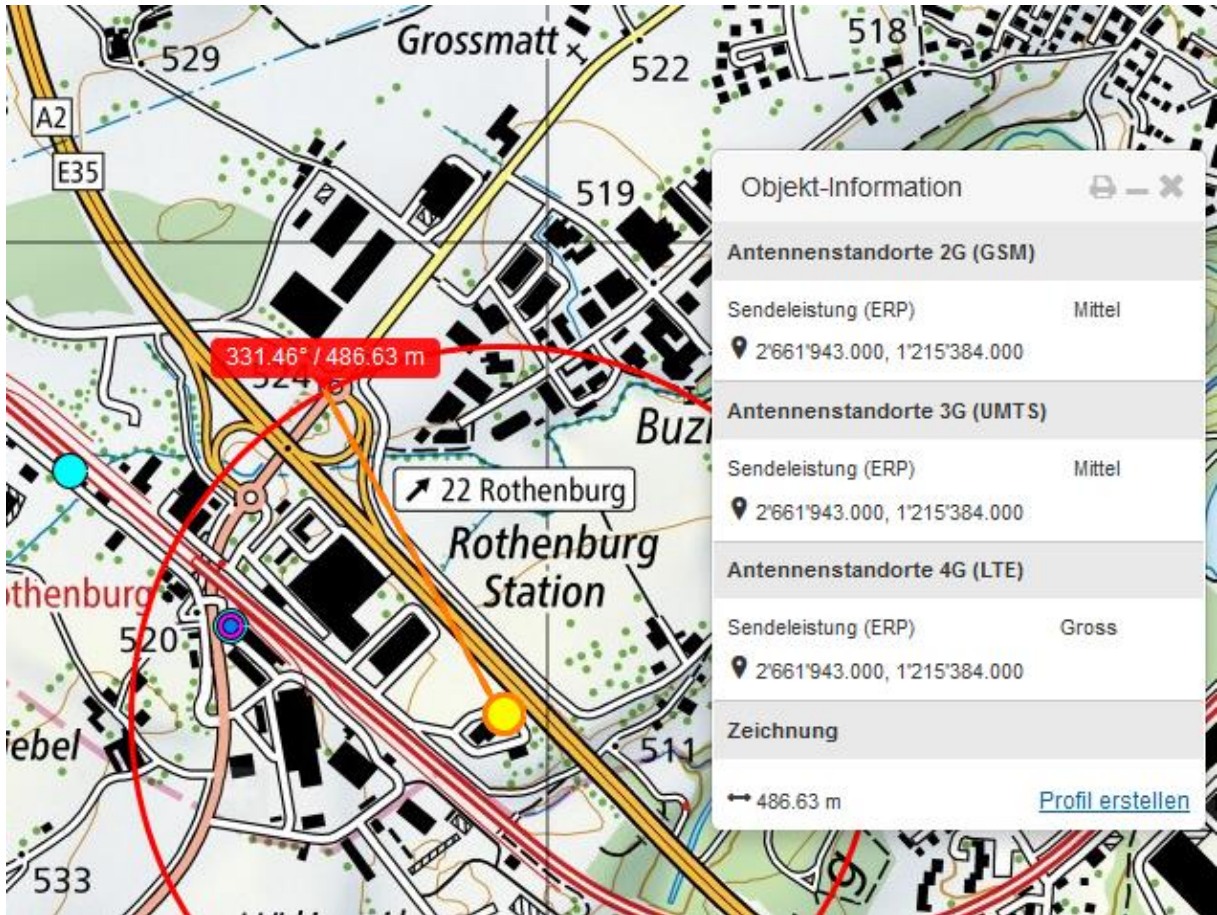 Grossmatt
529
522
518
A2
E35
519
331.46° / 486.63 m
524
Buzi
22 Rothenburg
Rothenburg
Station
othenburg
520
iebel
511
533
g
Objekt-Information
Antennenstandorte 2G (GSM)
Sendeleistung (ERP) Mittel
2'661'943.000, 1'215'384.000
Antennenstandorte 3G (UMTS)
Sendeleistung (ERP) Mittel
2'661'943.000, 1'215'384.000
Antennenstandorte 4G (LTE)
Sendeleistung (ERP) Gross
2'661'943.000, 1'215'384.000
Zeichnung
486.63 m Profil erstellen